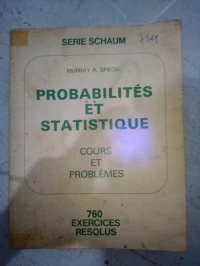 SERIE SCHAUM
MURRAY R. SPIEGEL
PROBABILITÉS
ET
STATISTIQUE
COURS
ET
PROBLÈMES
760
EXERCICES
RESOLUS